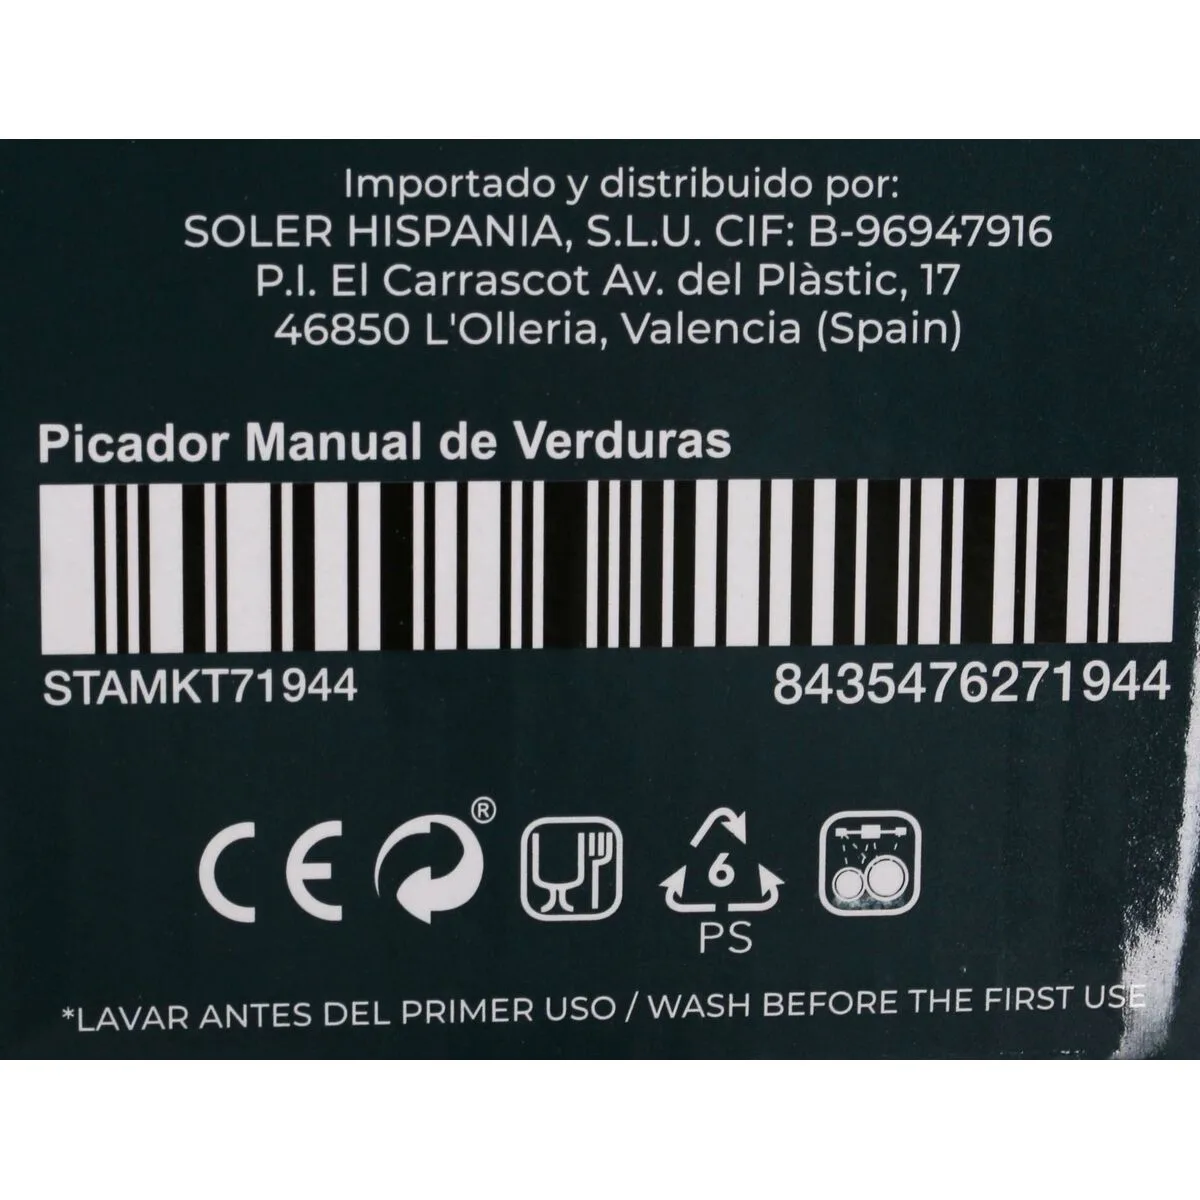 Importado y distribuido por:
SOLER HISPANIA, S.L.U. CIF: B-96947916
P.I. El Carrascot Av. del Plàstic, 17
46850 L'Olleria, Valencia (Spain)
Picador Manual de Verduras
STAMKT71944 8435476271944
CE ®
6
PS
*LAVAR ANTES DEL PRIMER USO / WASH BEFORE THE FIRST USE